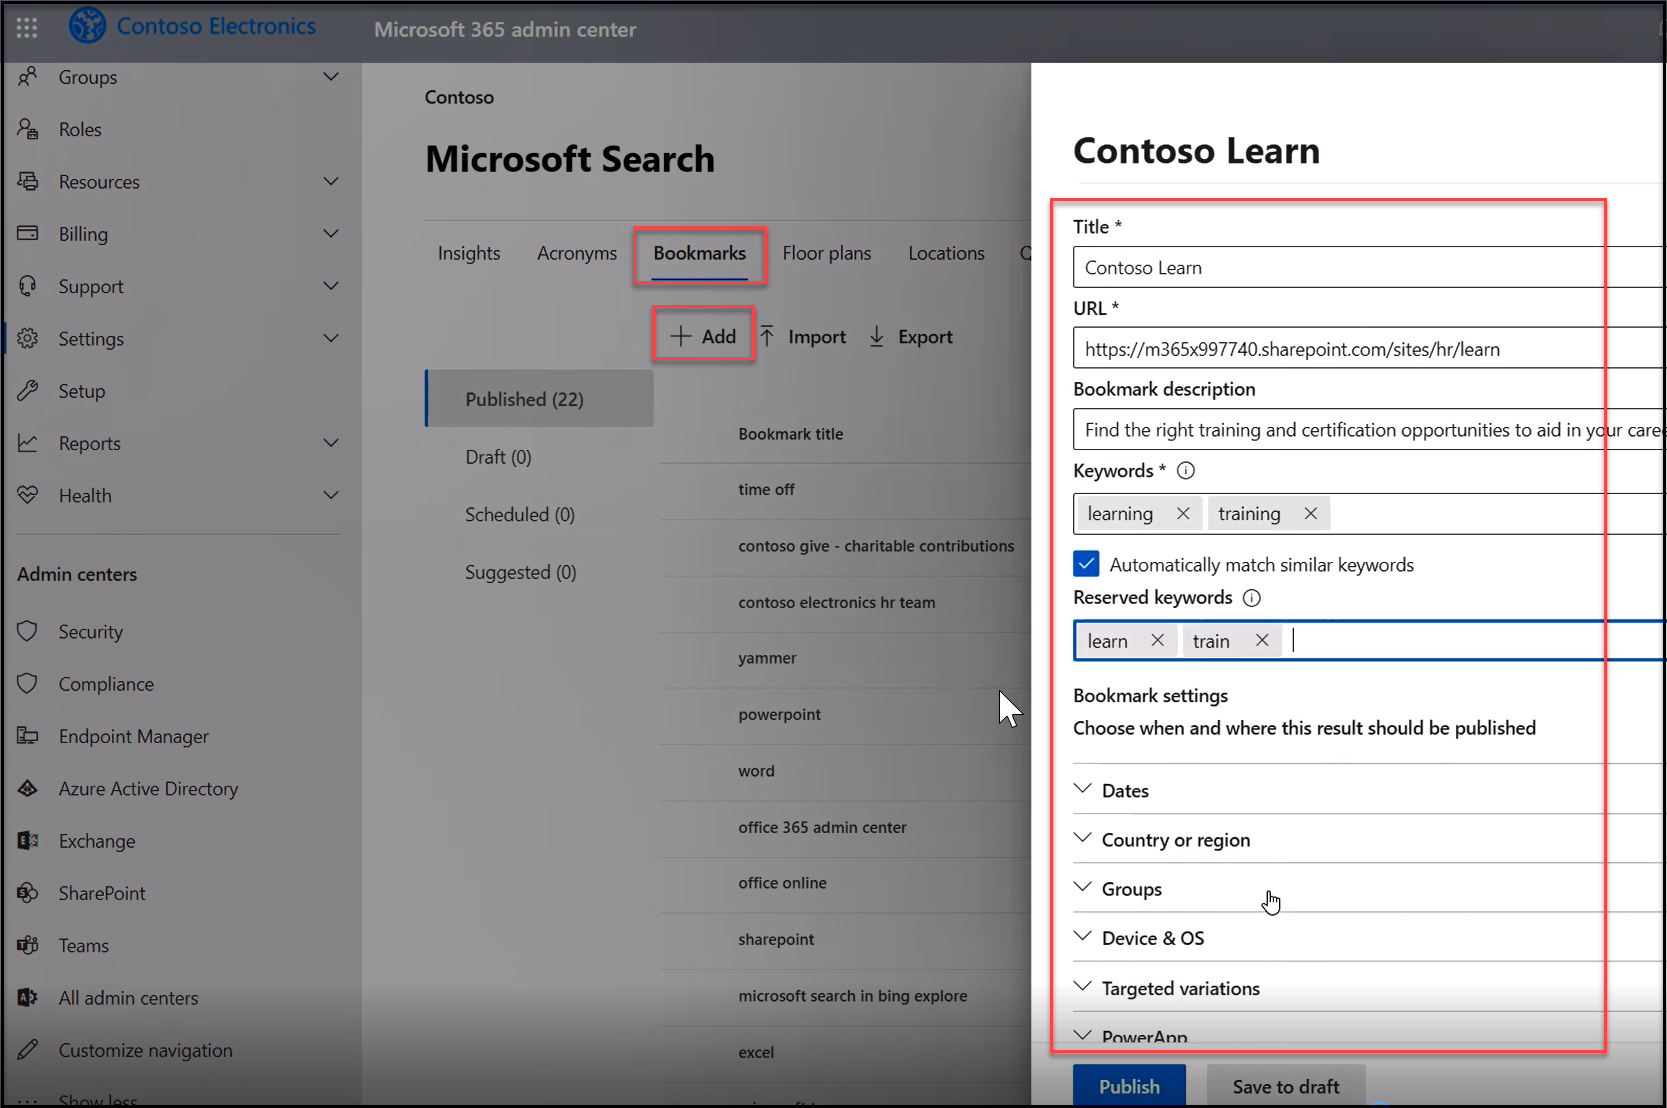 Contoso Electronics
Microsoft 365 admin center
Groups
Roles
Resources
Billing
Support
Settings
Setup
Reports
Health
Admin centers
Security
Compliance
Endpoint Manager
Azure Active Directory
Exchange
SharePoint
Teams
All admin centers
Customize navigation
Show less
Contoso
Microsoft Search
Insights Acronyms Bookmarks Floor plans Locations
Add Import Export
Published (22)
Draft (0)
Scheduled (0)
Suggested (0)
Bookmark title
time off
contoso give - charitable contributions
contoso electronics hr team
yammer
powerpoint
word
office 365 admin center
office online
sharepoint
microsoft search in bing explore
excel
Contoso Learn
Title *
Contoso Learn
URL *
https://m365x997740.sharepoint.com/sites/hr/learn
Bookmark description
Find the right training and certification opportunities to aid in your caree
Keywords *
learning training
Automatically match similar keywords
Reserved keywords
learn train
Bookmark settings
Choose when and where this result should be published
Dates
Country or region
Groups
Device & OS
Targeted variations
PowerApp
Publish Save to draft